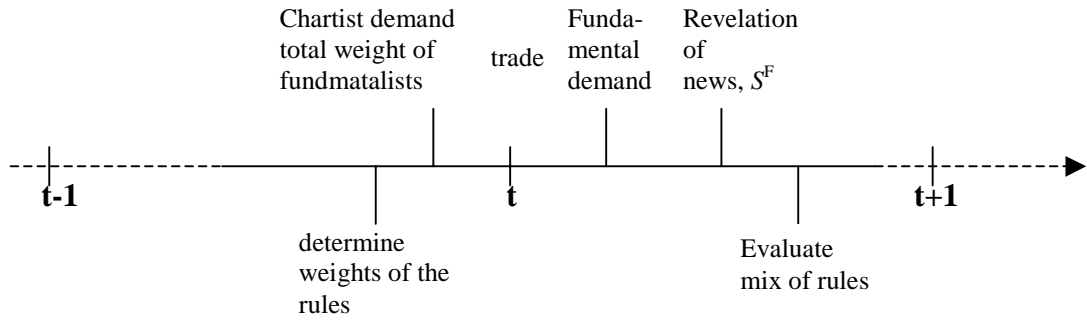 Chartist demand
total weight of
fundmatalists
trade
Funda-
mental
demand
Revelation
of
news, S^F
t-1
t
t+1
determine
weights of the
rules
Evaluate
mix of rules